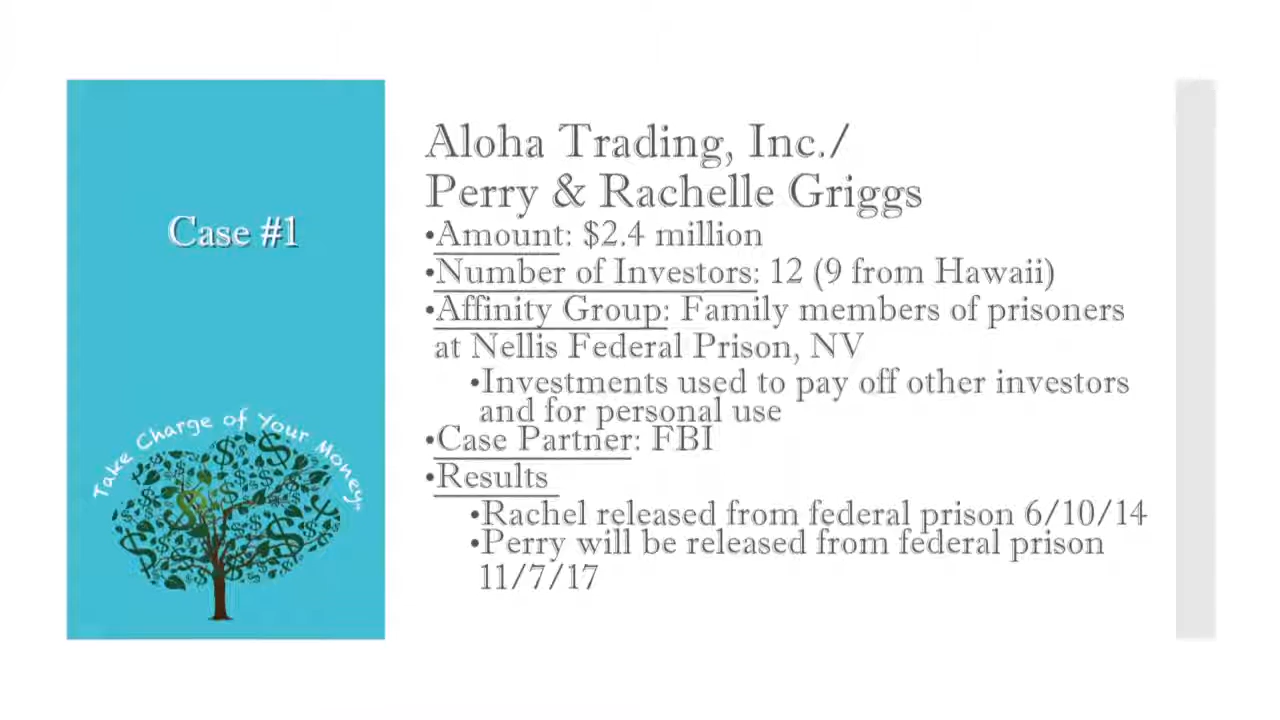 Case #1
Take Charge of Your Money.
Aloha Trading, Inc./
Perry & Rachelle Griggs
•Amount: $2.4 million
•Number of Investors: 12 (9 from Hawaii)
•Affinity Group: Family members of prisoners
at Nellis Federal Prison, NV
•Investments used to pay off other investors
and for personal use
•Case Partner: FBI
•Results
•Rachel released from federal prison 6/10/14
•Perry will be released from federal prison
11/7/17